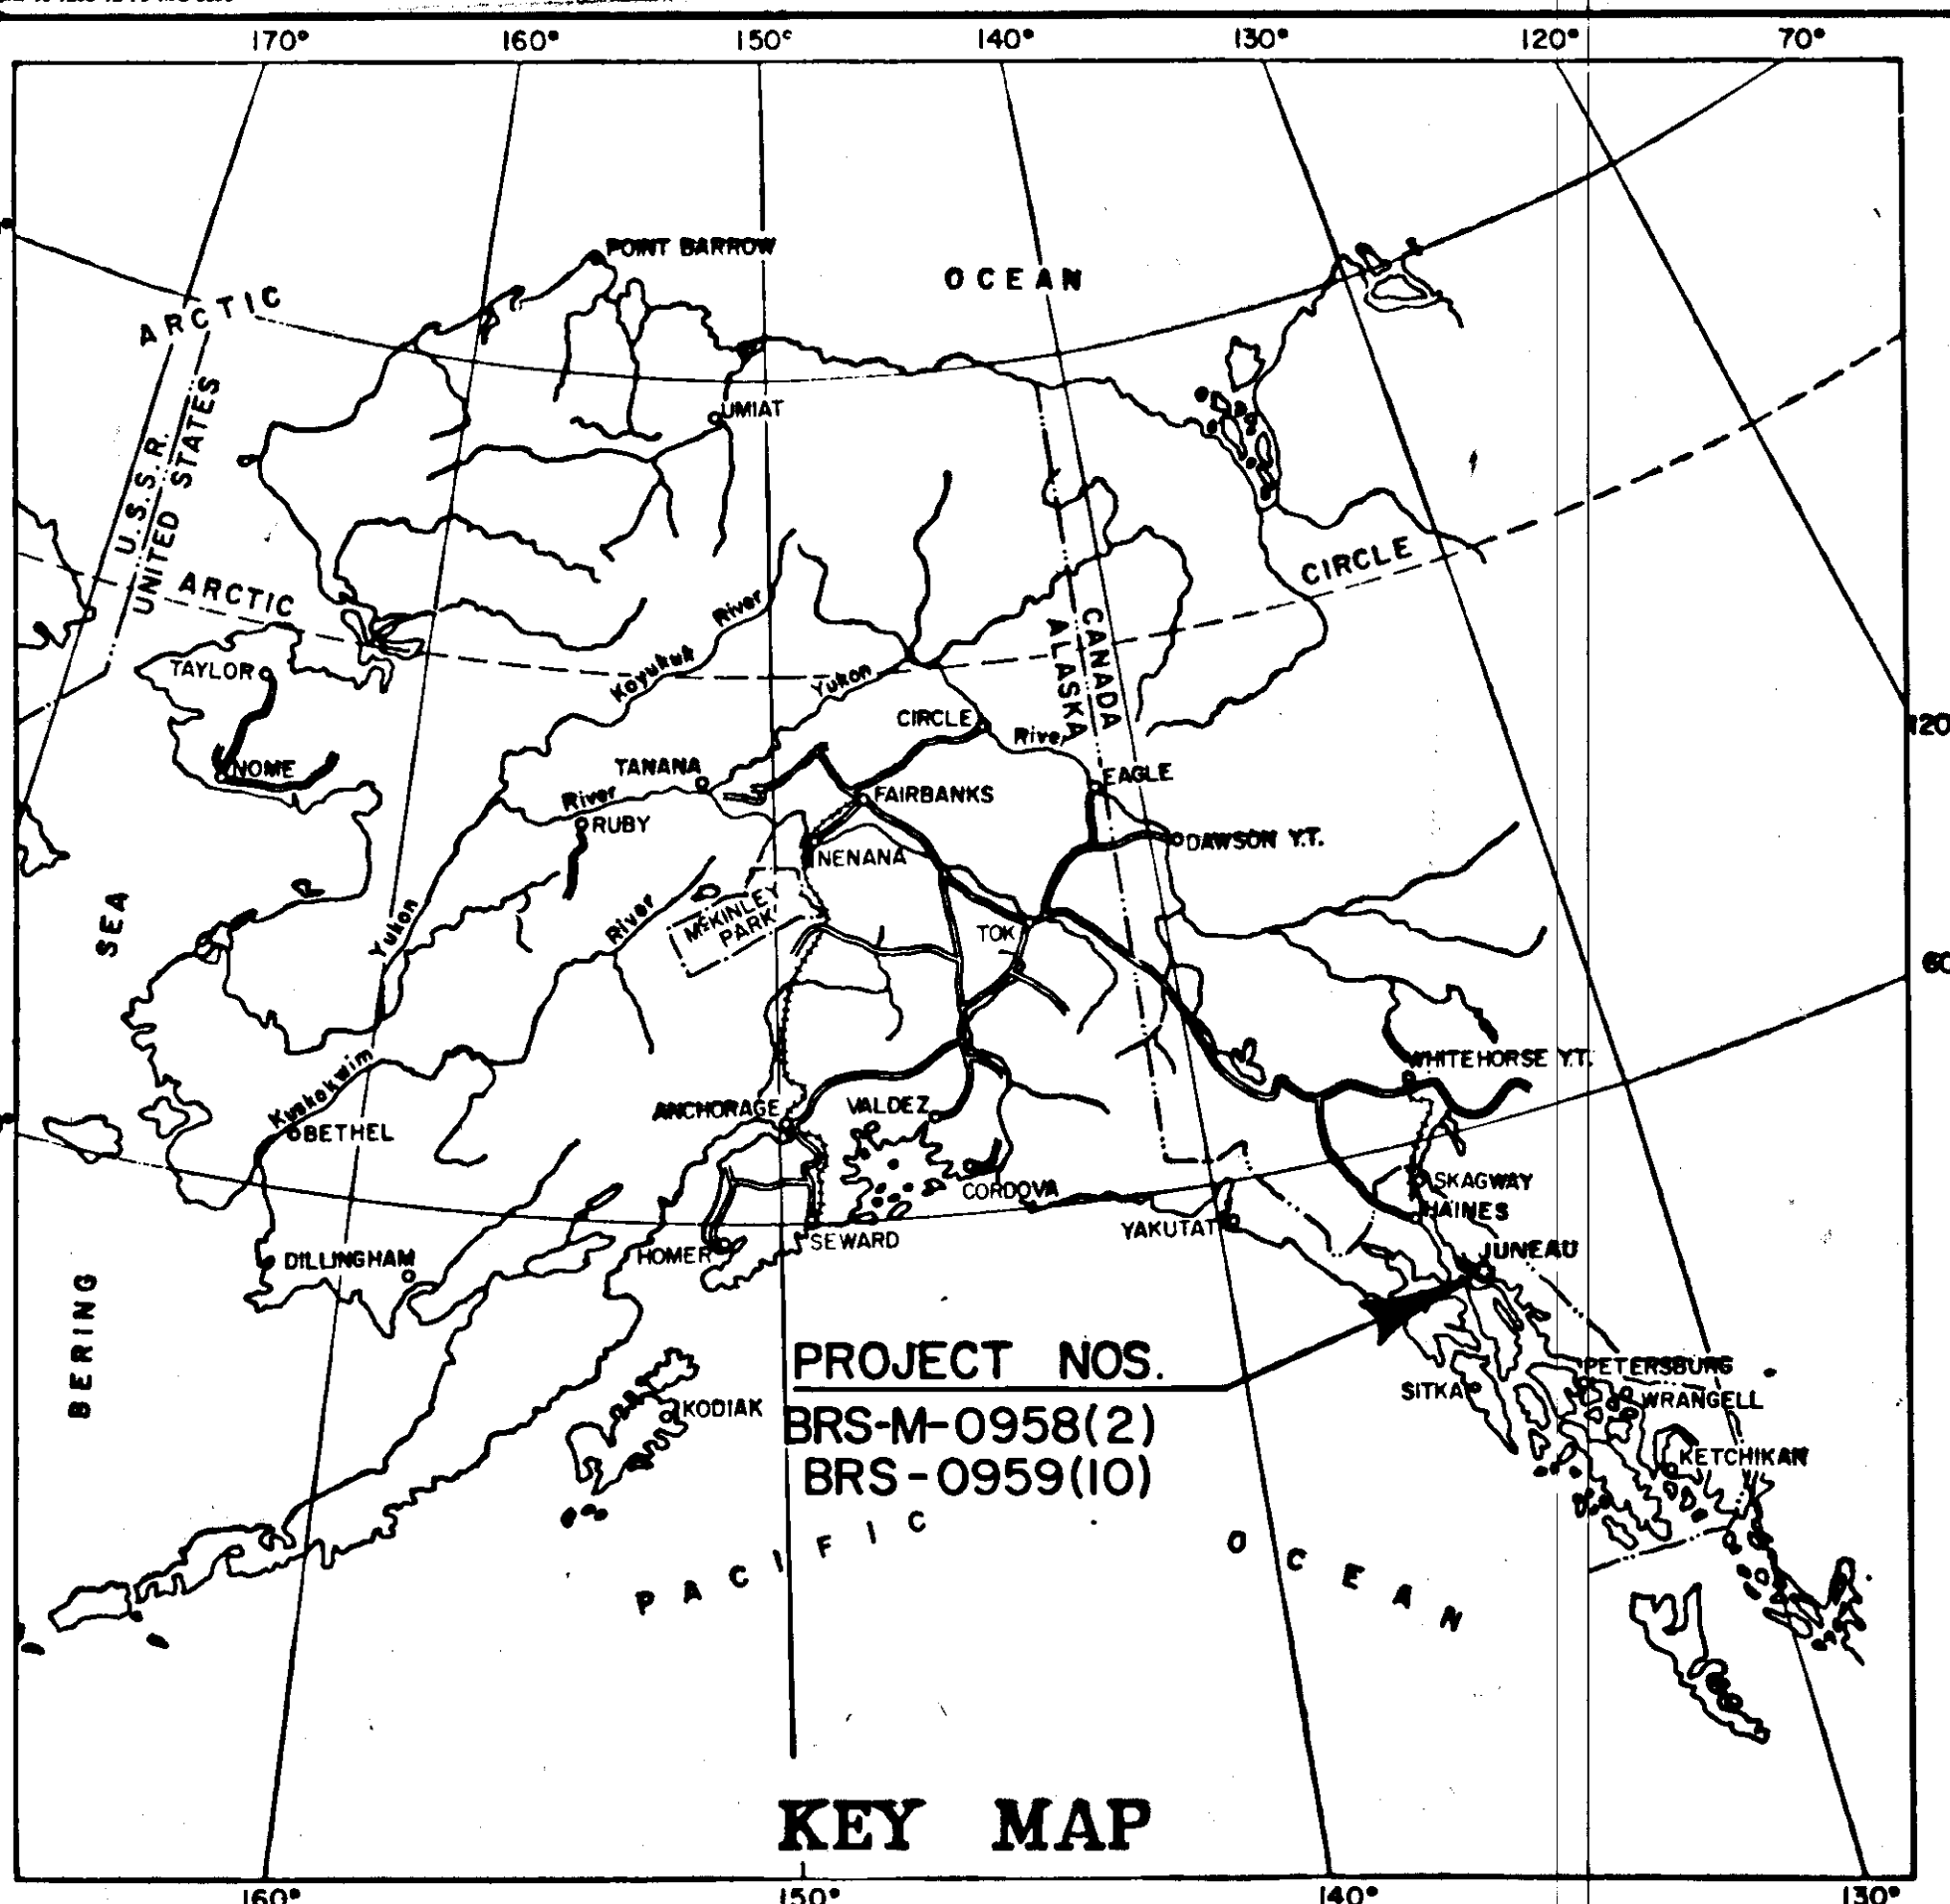 170° 160° 150° 140° 130° 120° 70°
POINT BARROW
OCEAN
ARCTIC
UMIAT
U.S.S.R.
UNITED STATES
ARCTIC
CIRCLE
River
Koyukuk
Yukon
CANADA
ALASKA
TAYLOR
CIRCLE
River
120
NOME
TANANA
EAGLE
River
FAIRBANKS
RUBY
DAWSON Y.T.
NENANA
SEA
Yukon
River
McKINLEY
PARK
TOK
60
WHITEHORSE Y.T.
Kuskokwim
ANCHORAGE
VALDEZ
BETHEL
SKAGWAY
CORDOVA
HAINES
YAKUTAT
SEWARD
HOMER
JUNEAU
DILLINGHAM
BERING
PROJECT NOS.
PETERSBURG
SITKA
WRANGELL
KODIAK
BRS-M-0958(2)
KETCHIKAN
BRS-0959(10)
PACIFIC OCEAN
KEY MAP
160° 150° 140° 130°